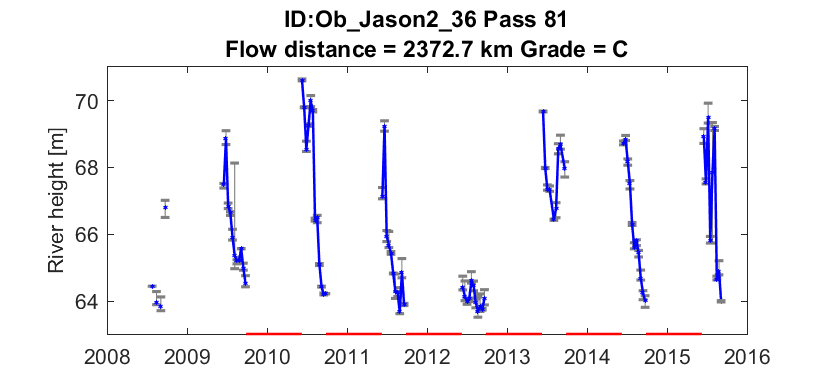 ID:Ob_Jason2_36 Pass 81
Flow distance = 2372.7 km Grade = C
River height [m]
70
68
66
64
2008 2009 2010 2011 2012 2013 2014 2015 2016